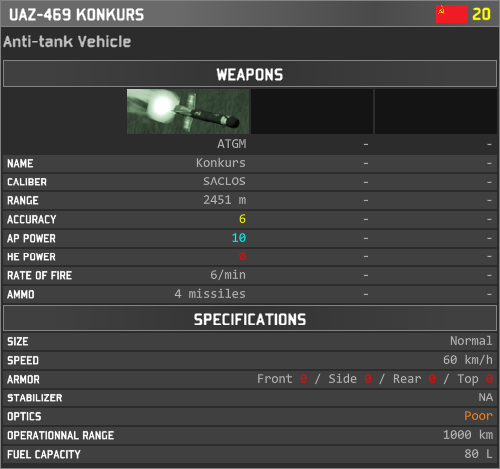 UAZ-469 KONKURS 20
Anti-tank Vehicle
WEAPONS
ATGM - -
NAME Konkurs - -
CALIBER SACLOS - -
RANGE 2451 m - -
ACCURACY 6 - -
AP POWER 10 - -
HE POWER 0 - -
RATE OF FIRE 6/min - -
AMMO 4 missiles - -
SPECIFICATIONS
SIZE Normal
SPEED 60 km/h
ARMOR Front 0 / Side 0 / Rear 0 / Top 0
STABILIZER NA
OPTICS Poor
OPERATIONNAL RANGE 1000 km
FUEL CAPACITY 80 L